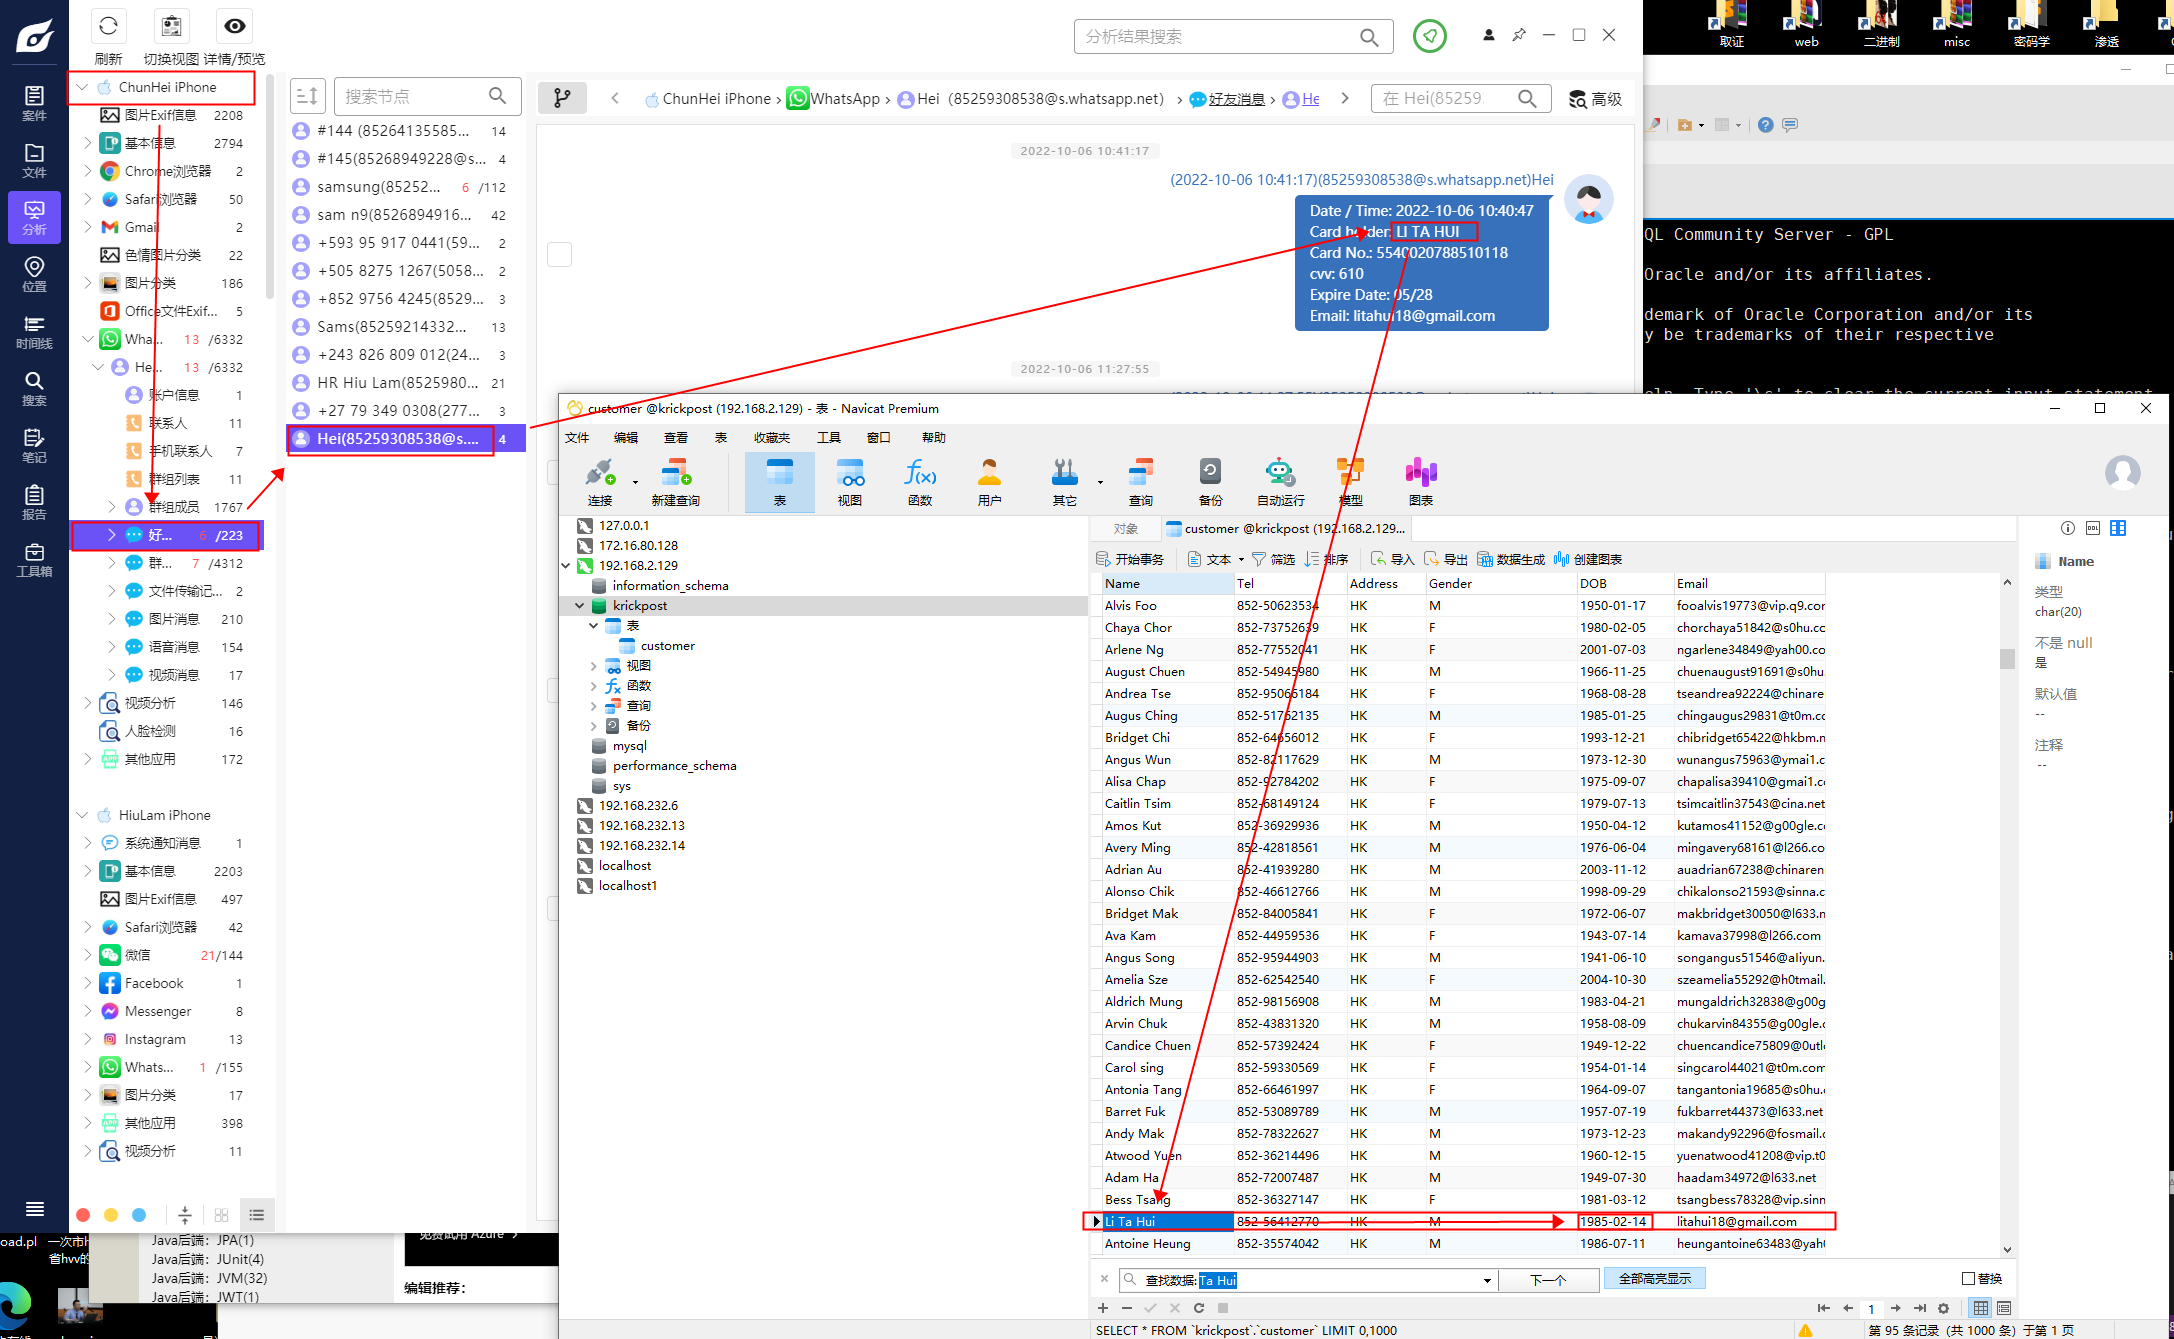 刷新
切换视图
详情/预览
分析结果搜索
取证
web
二进制
misc
密码学
渗透
案件
文件
分析
位置
时间线
搜索
笔记
报告
工具箱
ChunHei iPhone
图片Exif信息 2208
基本信息 2794
Chrome浏览器 2
Safari浏览器 50
Gmail 2
色情图片分类 22
图片分类 186
Office文件Exif... 5
Wha... 13 /6332
He... 13 /6332
账户信息 1
联系人 11
手机联系人 7
群组列表 11
群组成员 1767
好... 6 /223
群... 7 /4312
文件传输记... 2
图片消息 210
语音消息 154
视频消息 17
视频分析 146
人脸检测 16
其他应用 172
HiuLam iPhone
系统通知消息 1
基本信息 2203
图片Exif信息 497
Safari浏览器 42
微信 21/144
Facebook 1
Messenger 8
Instagram 13
Whats... 1 /155
图片分类 17
其他应用 398
视频分析 11
搜索节点
#144 (85264135585... 14
#145(85268949228@s... 4
samsung(85252... 6 /112
sam n9(8526894916... 42
+593 95 917 0441(59... 2
+505 8275 1267(5058... 2
+852 9756 4245(8529... 3
Sams(85259214332... 13
+243 826 809 012(24... 3
HR Hiu Lam(8525980... 21
+27 79 349 0308(277... 3
Hei(85259308538@s.... 4
ChunHei iPhone › WhatsApp › Hei (85259308538@s.whatsapp.net) › 好友消息 › He
在 Hei(85259
高级
2022-10-06 10:41:17
(2022-10-06 10:41:17)(85259308538@s.whatsapp.net)Hei
Date / Time: 2022-10-06 10:40:47
Card holder: LI TA HUI
Card No.: 5540020788510118
cvv: 610
Expire Date: 05/28
Email: litahui18@gmail.com
2022-10-06 11:27:55
QL Community Server - GPL
Oracle and/or its affiliates.
demark of Oracle Corporation and/or its
y be trademarks of their respective
elp. Type '\c' to clear the current input statement
customer @krickpost (192.168.2.129) - 表 - Navicat Premium
文件 编辑 查看 表 收藏夹 工具 窗口 帮助
连接 新建查询 表 视图 函数 用户 其它 查询 备份 自动运行 模型 图表
127.0.0.1
172.16.80.128
192.168.2.129
information_schema
krickpost
表
customer
视图
函数
查询
备份
mysql
performance_schema
sys
192.168.232.6
192.168.232.13
192.168.232.14
localhost
localhost1
对象 customer @krickpost (192.168.2.129...
开始事务 文本 筛选 排序 导入 导出 数据生成 创建图表
Name Tel Address Gender DOB Email
Alvis Foo 852-50623534 HK M 1950-01-17 fooalvis19773@vip.q9.cor
Chaya Chor 852-73752639 HK F 1980-02-05 chorchaya51842@s0hu.cc
Arlene Ng 852-77552041 HK F 2001-07-03 ngarlene34849@yah00.co
August Chuen 852-54945980 HK M 1966-11-25 chuenaugust91691@s0hu.
Andrea Tse 852-95066184 HK F 1968-08-28 tseandrea92224@chinare
Augus Ching 852-51762135 HK M 1985-01-25 chingaugus29831@t0m.cc
Bridget Chi 852-64656012 HK F 1993-12-21 chibridget65422@hkbm.n
Angus Wun 852-82117629 HK M 1973-12-30 wunangus75963@ymai1.c
Alisa Chap 852-92784202 HK F 1975-09-07 chapalisa39410@gmai1.cc
Caitlin Tsim 852-68149124 HK F 1979-07-13 tsimcaitlin37543@cina.net
Amos Kut 852-36929936 HK M 1950-04-12 kutamos41152@g00gle.cc
Avery Ming 852-42818561 HK M 1976-06-04 mingavery68161@l266.co
Adrian Au 852-41939280 HK M 2003-11-12 auadrian67238@chinaren
Alonso Chik 852-46612766 HK M 1998-09-29 chikalonso21593@sinna.c
Bridget Mak 852-84005841 HK F 1972-06-07 makbridget30050@l633.n
Ava Kam 852-44959536 HK F 1943-07-14 kamava37998@l266.com
Angus Song 852-95944903 HK M 1941-06-10 songangus51546@aIiyun.
Amelia Sze 852-62542540 HK F 2004-10-30 szeamelia55292@h0tmail.
Aldrich Mung 852-98156908 HK M 1983-04-21 mungaldrich32838@g00g
Arvin Chuk 852-43831320 HK M 1958-08-09 chukarvin84355@g00gle.c
Candice Chuen 852-57392424 HK F 1949-12-22 chuencandice75809@0utl
Carol sing 852-59330569 HK F 1954-01-14 singcarol44021@t0m.com
Antonia Tang 852-66461997 HK F 1964-09-07 tangantonia19685@s0hu.c
Barret Fuk 852-53089789 HK M 1957-07-19 fukbarret44373@l633.net
Andy Mak 852-78322627 HK M 1973-12-23 makandy92296@fosmail.c
Atwood Yuen 852-36214496 HK M 1960-12-15 yuenatwood41208@vip.t0
Adam Ha 852-72007487 HK M 1949-07-30 haadam34972@l633.net
Bess Tsang 852-36327147 HK F 1981-03-12 tsangbess78328@vip.sinn
Li Ta Hui 852-56412770 HK M 1985-02-14 litahui18@gmail.com
Antoine Heung 852-35574042 HK M 1986-07-11 heungantoine63483@yah(
查找数据: Ta Hui 下一个 全部高亮显示 替换
1
SELECT * FROM `krickpost`.`customer` LIMIT 0,1000
第 95 条记录 (共 1000 条) 于第 1 页
Name
类型
char(20)
不是 null
是
默认值
--
注释
--
oad.pl
一次市h
省hvv的
Java后端：JPA(1)
Java后端：JUnit(4)
Java后端：JVM(32)
Java后端：JWT(1)
免费试用 Azure ›
编辑推荐：